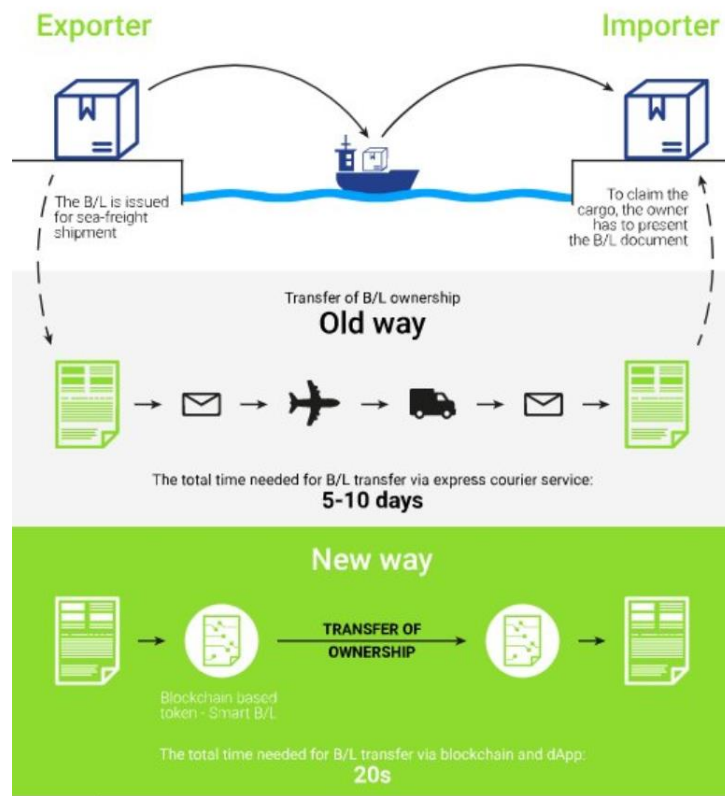 Exporter
Importer
The B/L is issued
for sea-freight
shipment
To claim the
cargo, the owner
has to present
the B/L document
Transfer of B/L ownership
Old way
The total time needed for B/L transfer via express courier service:
5-10 days
New way
TRANSFER OF
OWNERSHIP
Blockchain based
token - Smart B/L
The total time needed for B/L transfer via blockchain and dApp:
20s